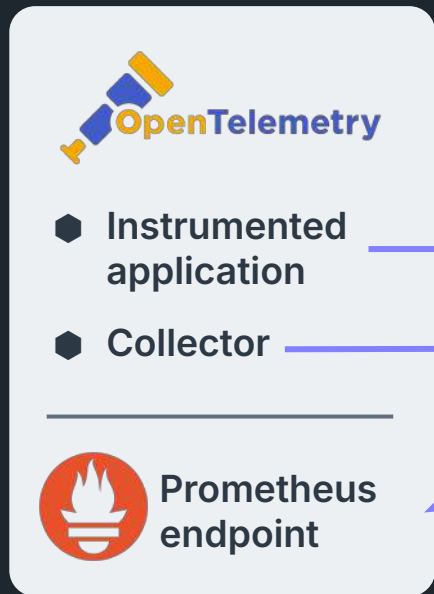 OpenTelemetry
Instrumented
application
Collector
Prometheus
endpoint